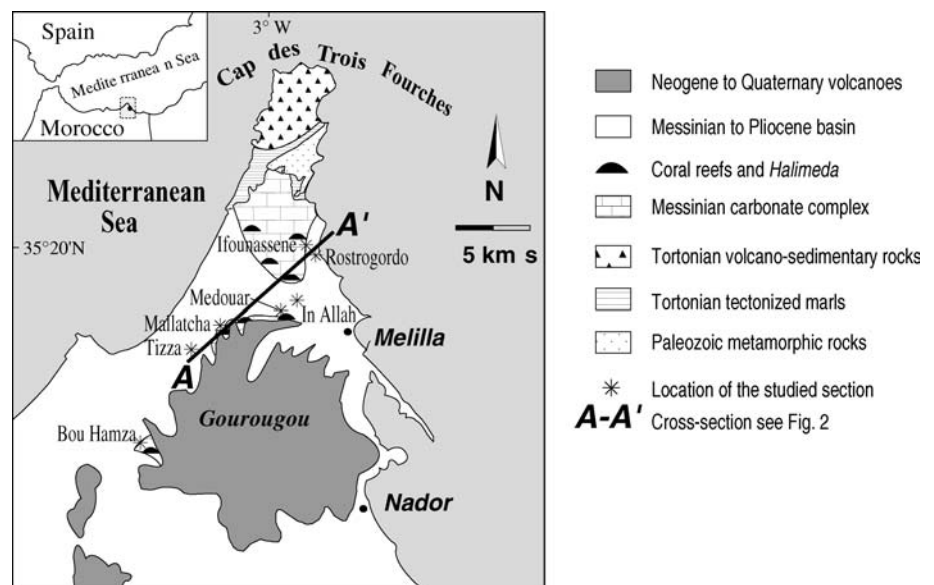 Spain
Medite rranea n Sea
Morocco
3° W
Cap des Trois Fourches
Mediterranean
Sea
N
5 km s
35°20'N
A'
Ifounassene
Rostrogordo
Medouar
In Allah
Mallatcha
Melilla
Tizza
A
Gourougou
Bou Hamza
Nador
Neogene to Quaternary volcanoes
Messinian to Pliocene basin
Coral reefs and Halimeda
Messinian carbonate complex
Tortonian volcano-sedimentary rocks
Tortonian tectonized marls
Paleozoic metamorphic rocks
Location of the studied section
A-A' Cross-section see Fig. 2